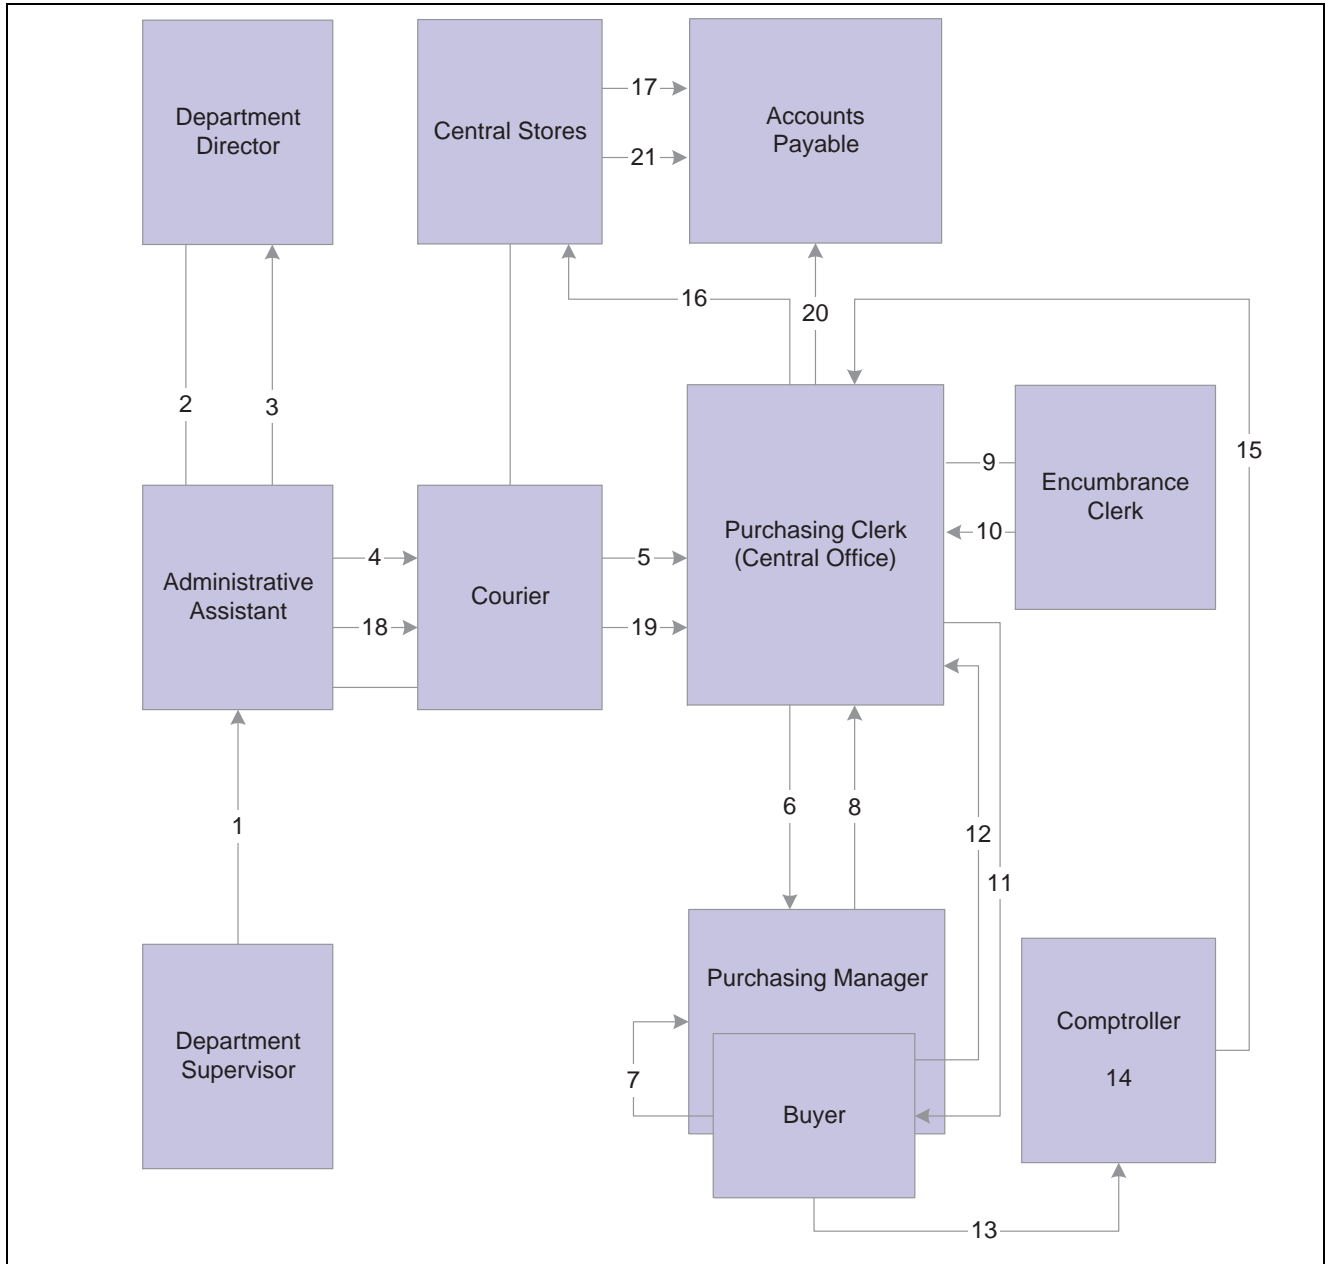 Department
Director
Central Stores
17
21
Accounts
Payable
16
20
2
3
15
9
10
Encumbrance
Clerk
Purchasing Clerk
(Central Office)
4
18
5
19
Administrative
Assistant
Courier
1
6
8
12
11
Purchasing Manager
7
Buyer
Comptroller
14
Department
Supervisor
13